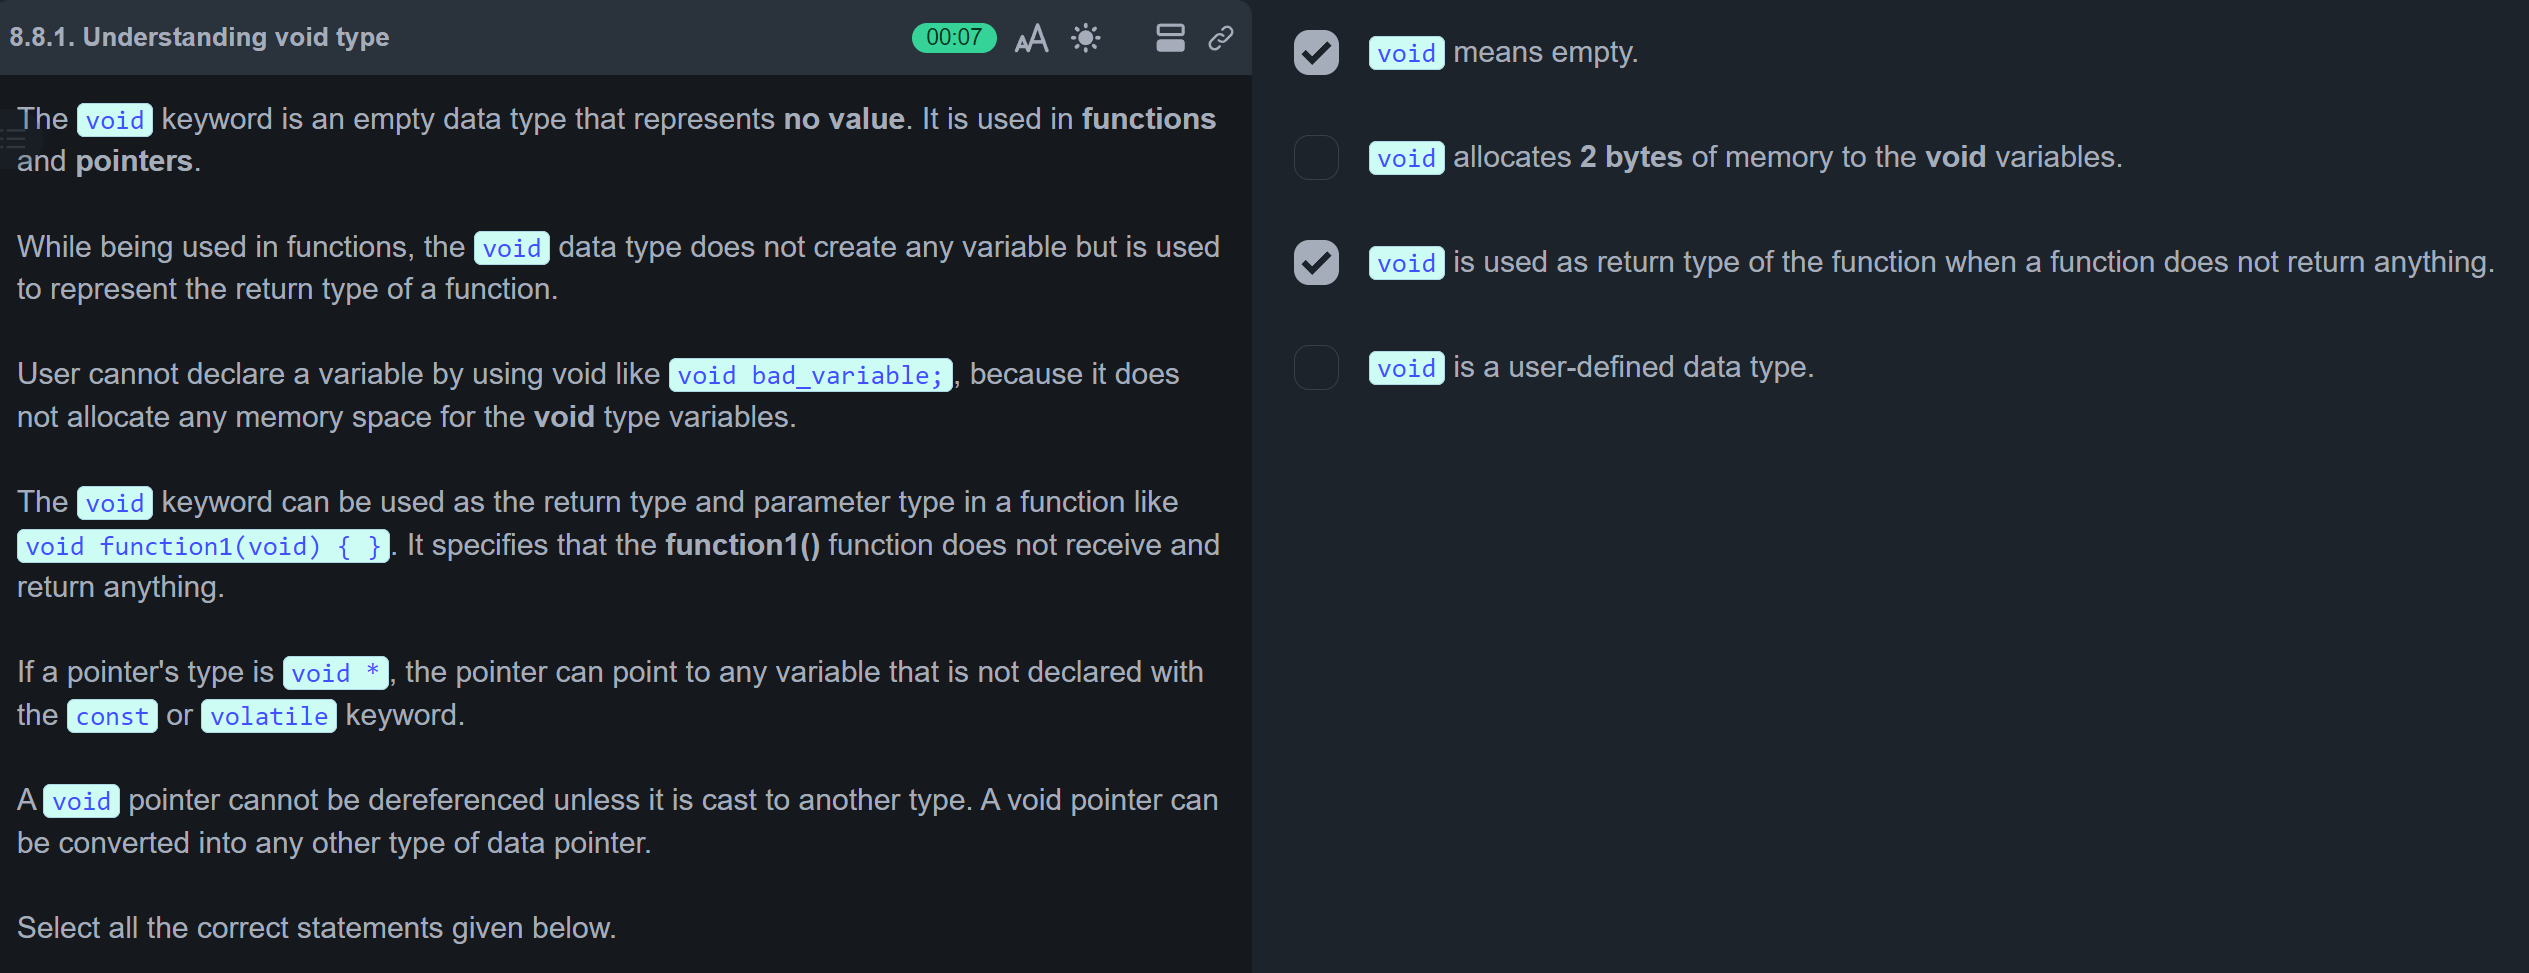 8.8.1. Understanding void type
00:07
The void keyword is an empty data type that represents no value. It is used in functions
and pointers.
While being used in functions, the void data type does not create any variable but is used
to represent the return type of a function.
User cannot declare a variable by using void like void bad_variable;, because it does
not allocate any memory space for the void type variables.
The void keyword can be used as the return type and parameter type in a function like
void function1(void) { }. It specifies that the function1() function does not receive and
return anything.
If a pointer's type is void *, the pointer can point to any variable that is not declared with
the const or volatile keyword.
A void pointer cannot be dereferenced unless it is cast to another type. A void pointer can
be converted into any other type of data pointer.
Select all the correct statements given below.
void means empty.
void allocates 2 bytes of memory to the void variables.
void is used as return type of the function when a function does not return anything.
void is a user-defined data type.